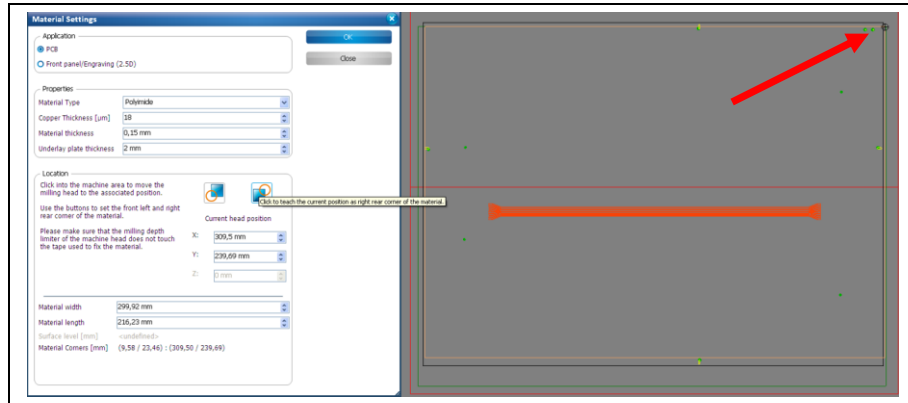 Material Settings
Application
PCB
Front panel/Engraving (2.5D)
OK
Close
Properties
Material Type Polyimide
Copper Thickness [µm] 18
Material thickness 0,15 mm
Underlay plate thickness 2 mm
Location
Click into the machine area to move the
milling head to the associated position.
Use the buttons to set the front left and right
rear corner of the material.
Please make sure that the milling depth
limiter of the machine head does not touch
the tape used to fix the material.
Click to teach the current position as right rear corner of the material.
Current head position
X: 309,5 mm
Y: 239,69 mm
Z: 0 mm
Material width 299,92 mm
Material length 216,23 mm
Surface level [mm] <undefined>
Material Corners [mm] (9,58 / 23,46) : (309,50 / 239,69)